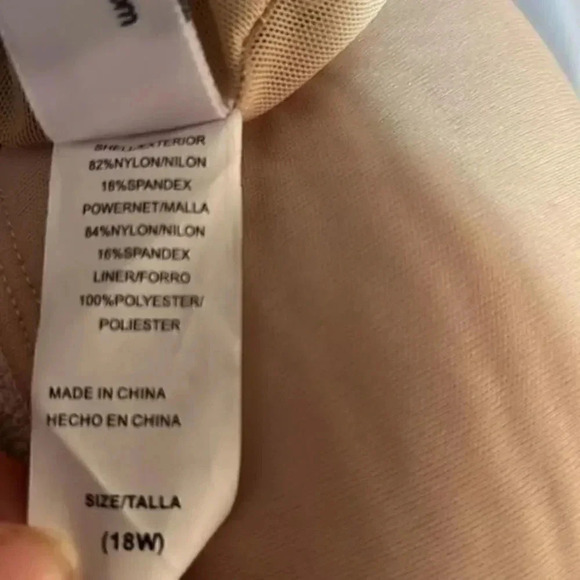 om
SHELL/EXTERIOR
82%NYLON/NILON
18%SPANDEX
POWERNET/MALLA
84%NYLON/NILON
16%SPANDEX
LINER/FORRO
100%POLYESTER/
POLIESTER
MADE IN CHINA
HECHO EN CHINA
SIZE/TALLA
(18W)